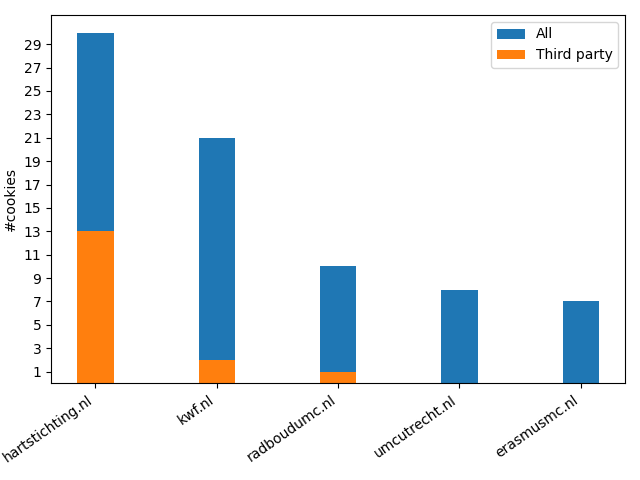 All
Third party
#cookies
29
27
25
23
21
19
17
15
13
11
9
7
5
3
1
hartstichting.nl
kwf.nl
radboudumc.nl
umcutrecht.nl
erasmusmc.nl